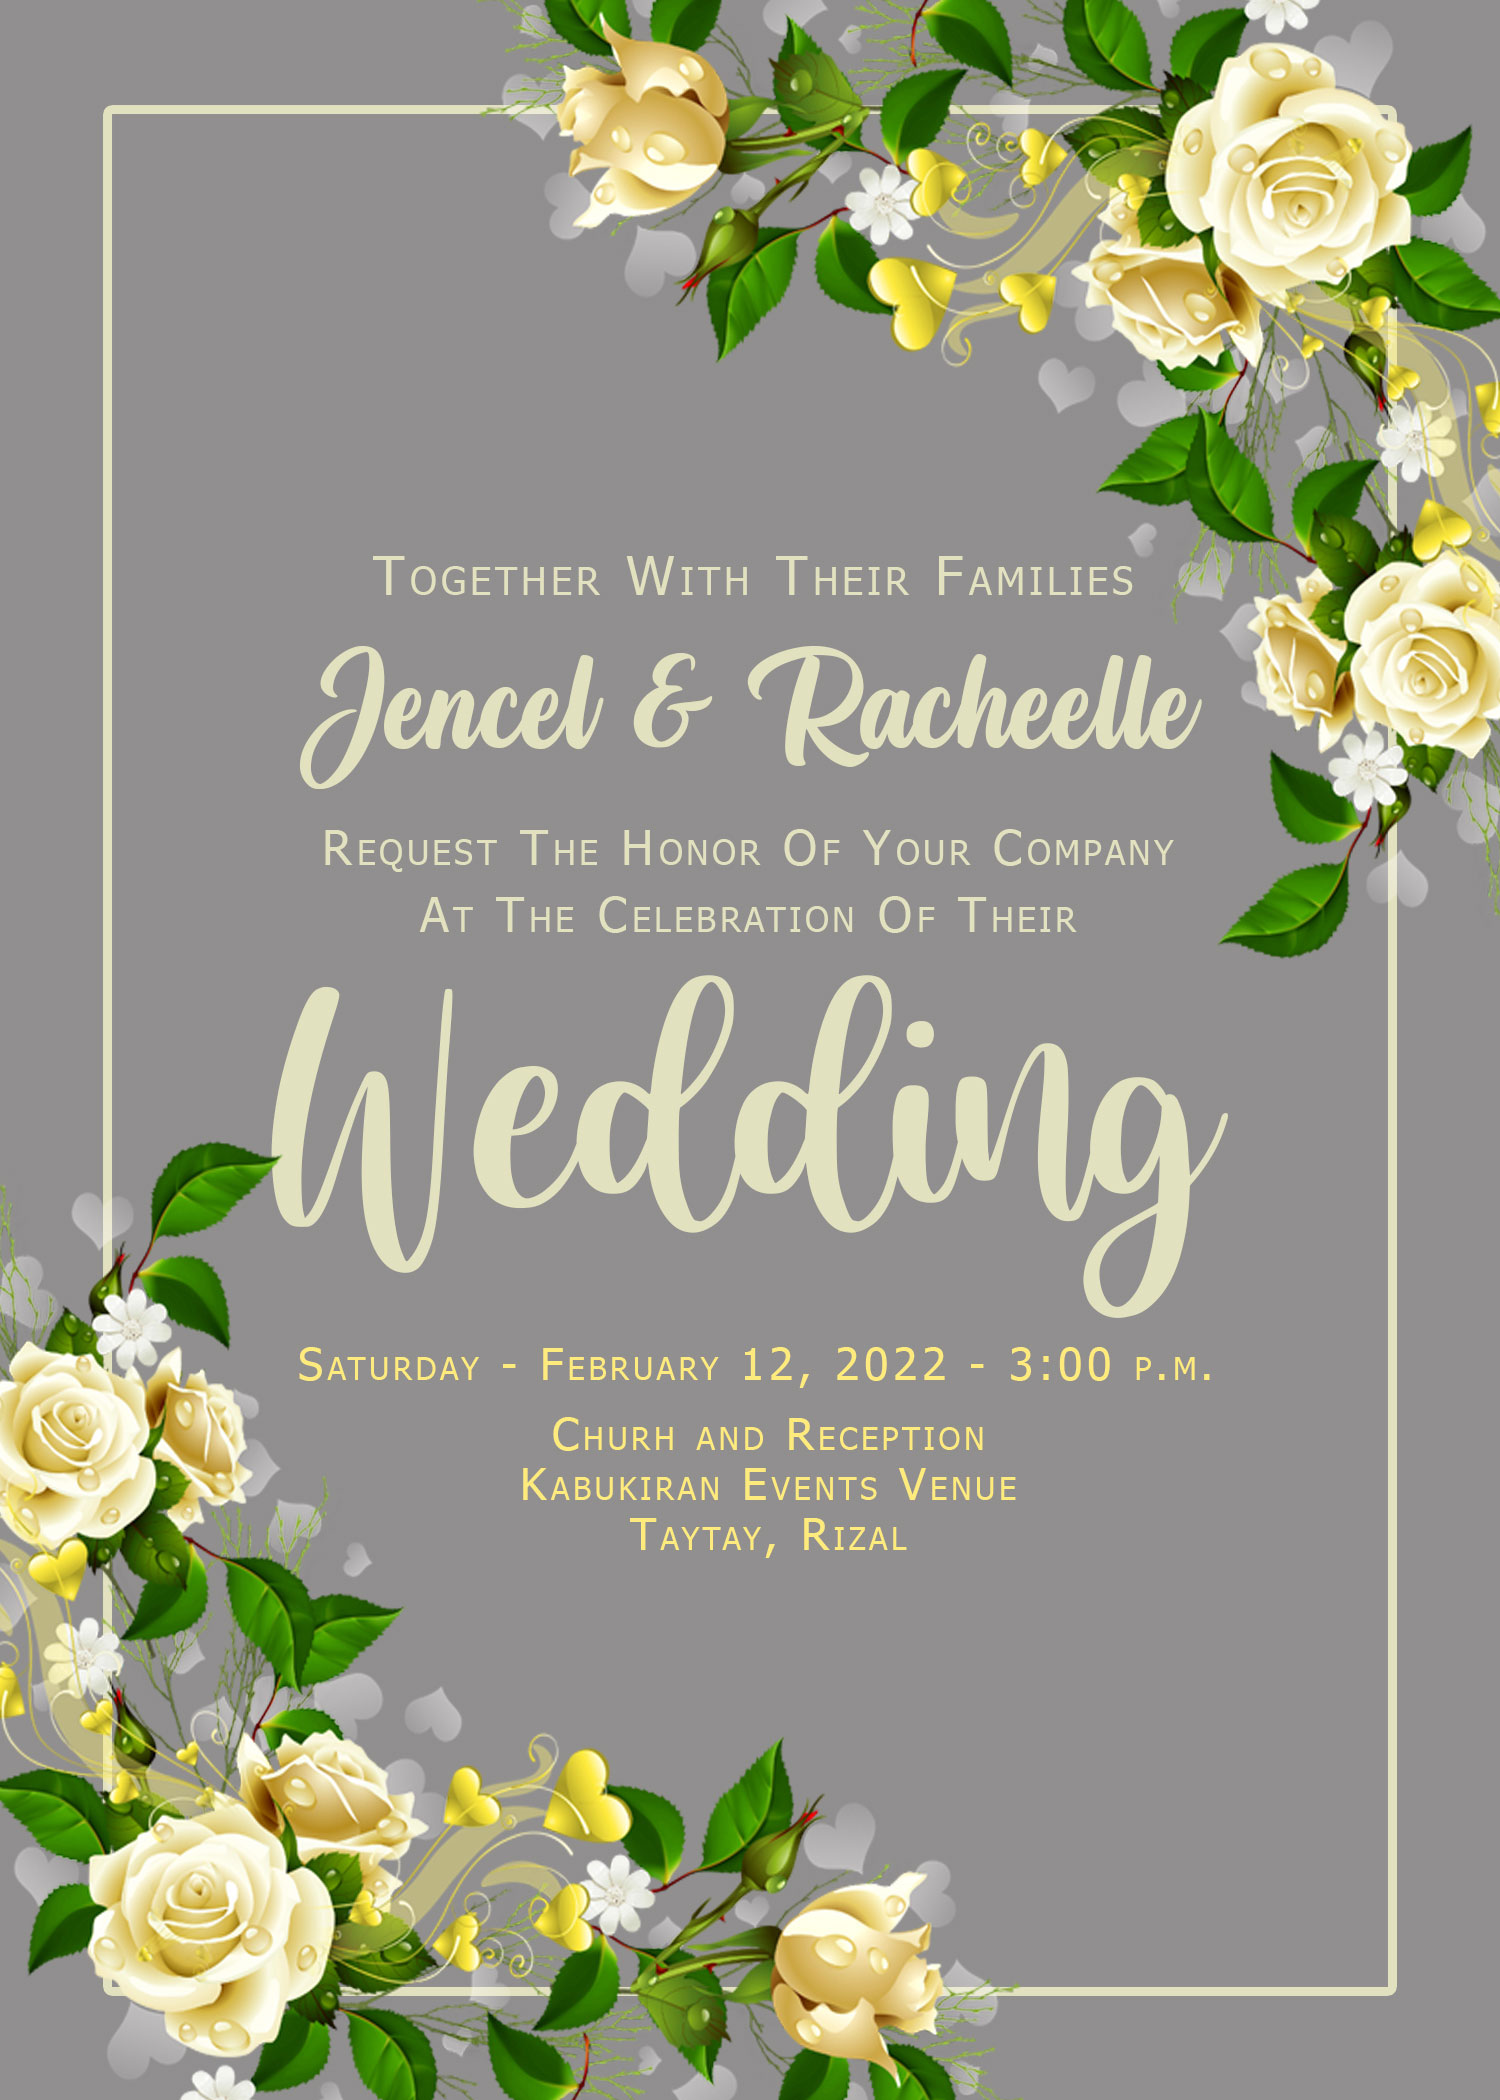 Together With Their Families
Jencel & Racheelle
Request The Honor Of Your Company
At The Celebration Of Their
Wedding
Saturday - February 12, 2022 - 3:00 p.m.
Churh and Reception
Kabukiran Events Venue
Taytay, Rizal